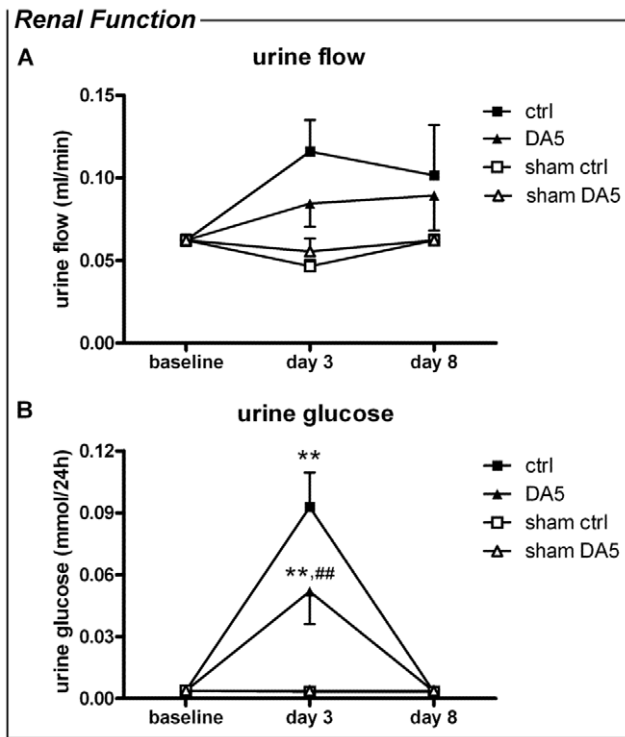 Renal Function
A
urine flow
0.15
0.10
0.05
0.00
urine flow (ml/min)
baseline
day 3
day 8
ctrl
DA5
sham ctrl
sham DA5
B
urine glucose
0.12
0.09
0.06
0.03
0.00
urine glucose (mmol/24h)
**
**,##
baseline
day 3
day 8
ctrl
DA5
sham ctrl
sham DA5